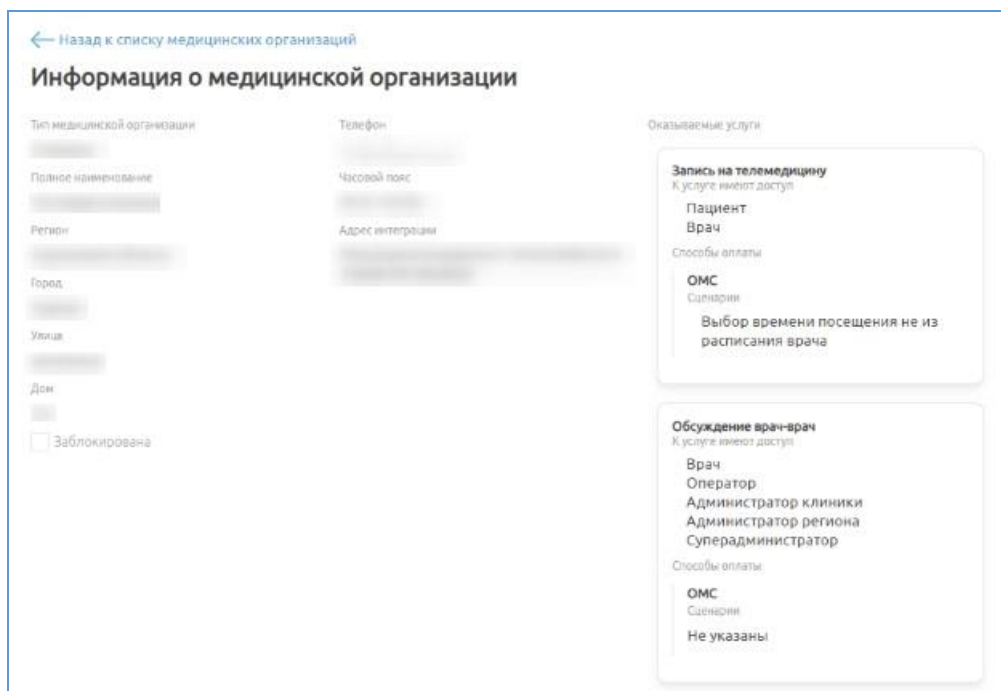 Назад к списку медицинских организаций
Информация о медицинской организации
Тип медицинской организации
Полное наименование
Регион
Город
Улица
Дом
Заблокирована
Телефон
Часовой пояс
Адрес интеграции
Оказываемые услуги
Запись на телемедицину
К услуге имеют доступ
Пациент
Врач
Способы оплаты
ОМС
Сценарии
Выбор времени посещения не из
расписания врача
Обсуждение врач-врач
К услуге имеют доступ
Врач
Оператор
Администратор клиники
Администратор региона
Суперадминистратор
Способы оплаты
ОМС
Сценарии
Не указаны